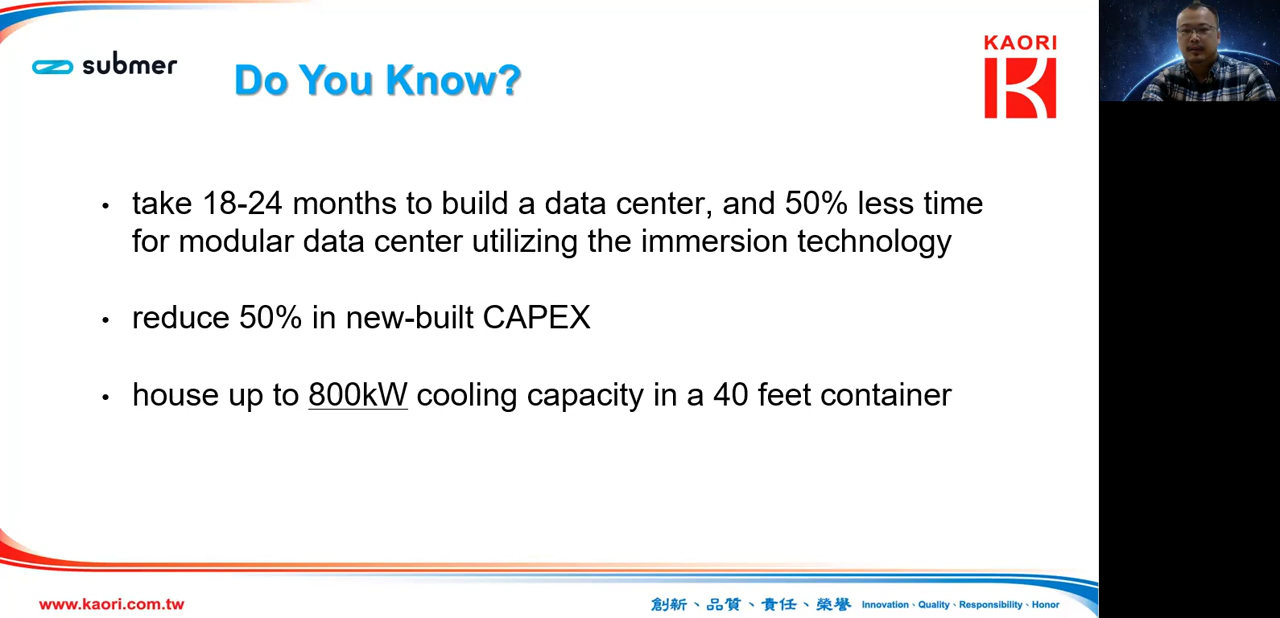 submer
Do You Know?
KAORI
• take 18-24 months to build a data center, and 50% less time
for modular data center utilizing the immersion technology
• reduce 50% in new-built CAPEX
• house up to 800kW cooling capacity in a 40 feet container
www.kaori.com.tw
創新、品質、責任、榮譽 Innovation、Quality、Responsibility、Honor